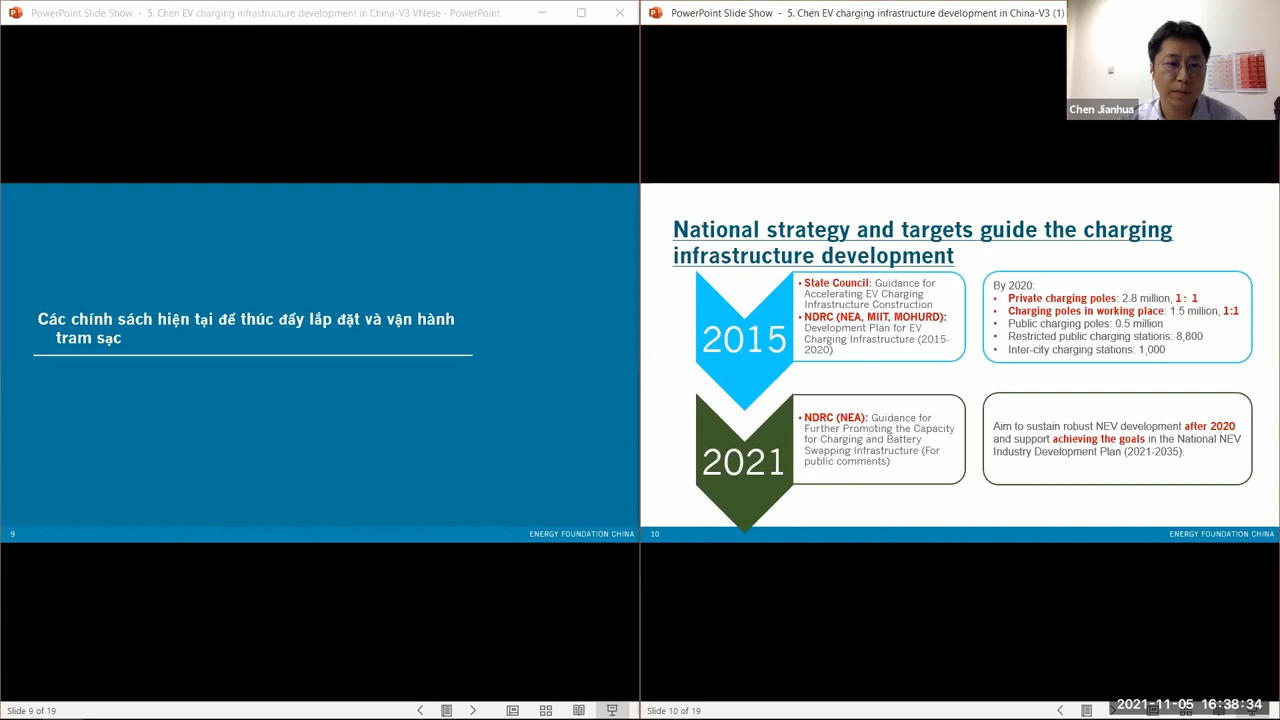 PowerPoint Slide Show - 5. Chen EV charging infrastructure development in China-V3 VNese - PowerPoint
Các chính sách hiện tại để thúc đẩy lắp đặt và vận hành
trạm sạc
9
ENERGY FOUNDATION CHINA
Slide 9 of 19
PowerPoint Slide Show - 5. Chen EV charging infrastructure development in China-V3 (1)
Chen Jianhua
National strategy and targets guide the charging
infrastructure development
2015
• State Council: Guidance for
Accelerating EV Charging
Infrastructure Construction
• NDRC (NEA, MIIT, MOHURD):
Development Plan for EV
Charging Infrastructure (2015-
2020)
By 2020:
• Private charging poles: 2.8 million, 1：1
• Charging poles in working place: 1.5 million, 1:1
• Public charging poles: 0.5 million
• Restricted public charging stations: 8,800
• Inter-city charging stations: 1,000
2021
• NDRC (NEA): Guidance for
Further Promoting the Capacity
for Charging and Battery
Swapping Infrastructure (For
public comments)
Aim to sustain robust NEV development after 2020
and support achieving the goals in the National NEV
Industry Development Plan (2021-2035).
10
ENERGY FOUNDATION CHINA
Slide 10 of 19
2021-11-05 16:38:34